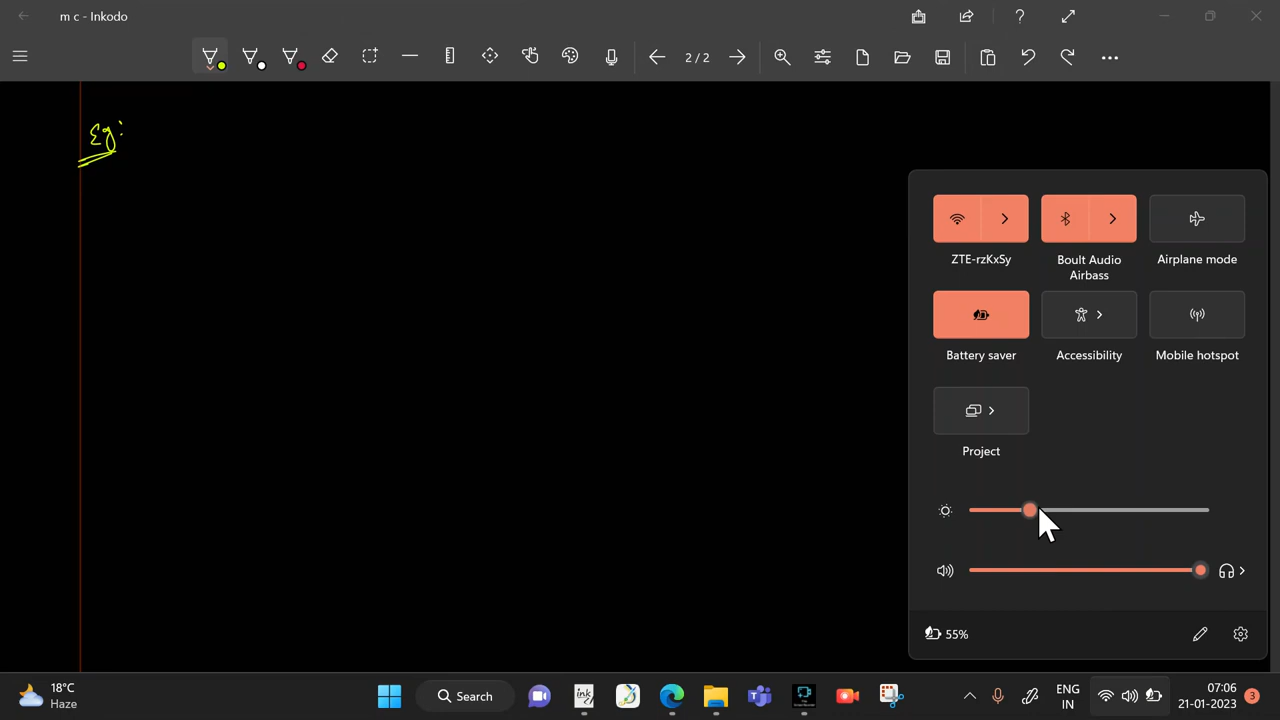 m c - Inkodo
2/2
Eg:
ZTE-rzKxSy
Boult Audio
Airbass
Airplane mode
Battery saver
Accessibility
Mobile hotspot
Project
55%
18°C
Haze
Search
ink
ENG
IN
07:06
21-01-2023
3